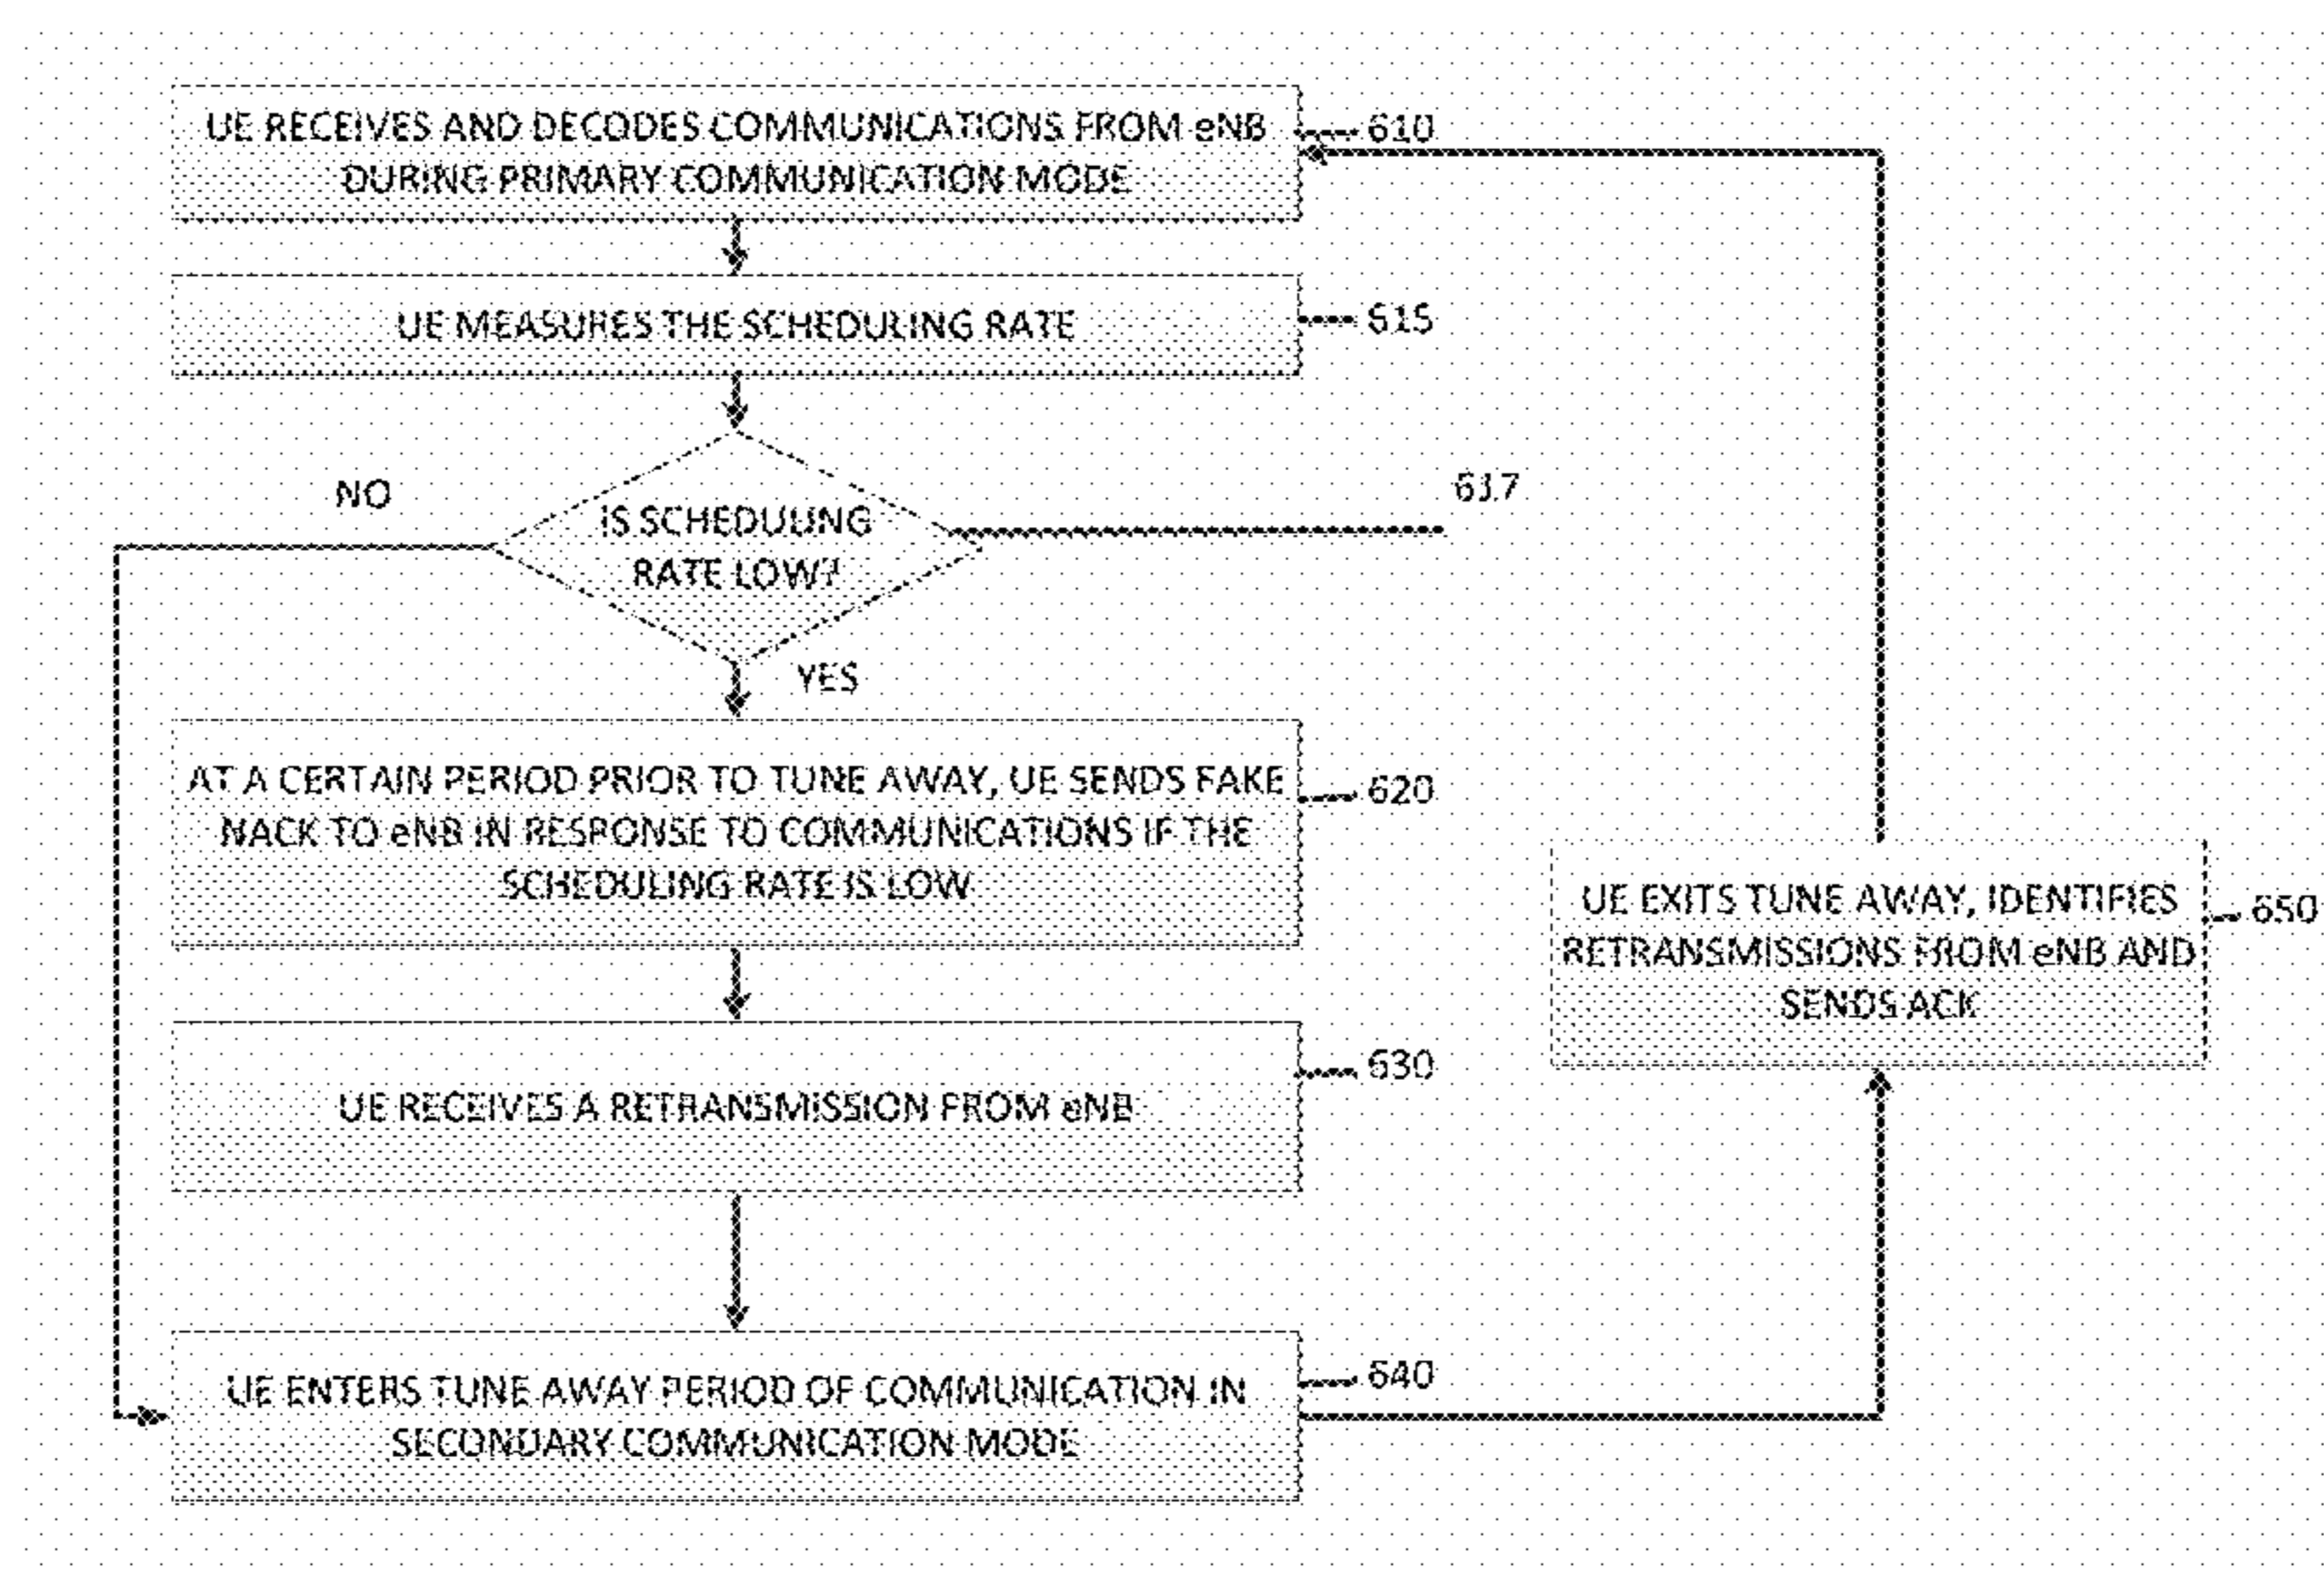 UE RECEIVES AND DECODES COMMUNICATIONS FROM eNB
DURING PRIMARY COMMUNICATION MODE
610
UE MEASURES THE SCHEDULING RATE
615
NO
IS SCHEDULING
RATE LOW?
617
YES
AT A CERTAIN PERIOD PRIOR TO TUNE AWAY, UE SENDS FAKE
NACK TO eNB IN RESPONSE TO COMMUNICATIONS IF THE
SCHEDULING RATE IS LOW
620
UE RECEIVES A RETRANSMISSION FROM eNB
630
UE ENTERS TUNE AWAY PERIOD OF COMMUNICATION IN
SECONDARY COMMUNICATION MODE
640
UE EXITS TUNE AWAY, IDENTIFIES
RETRANSMISSIONS FROM eNB AND
SENDS ACK
650